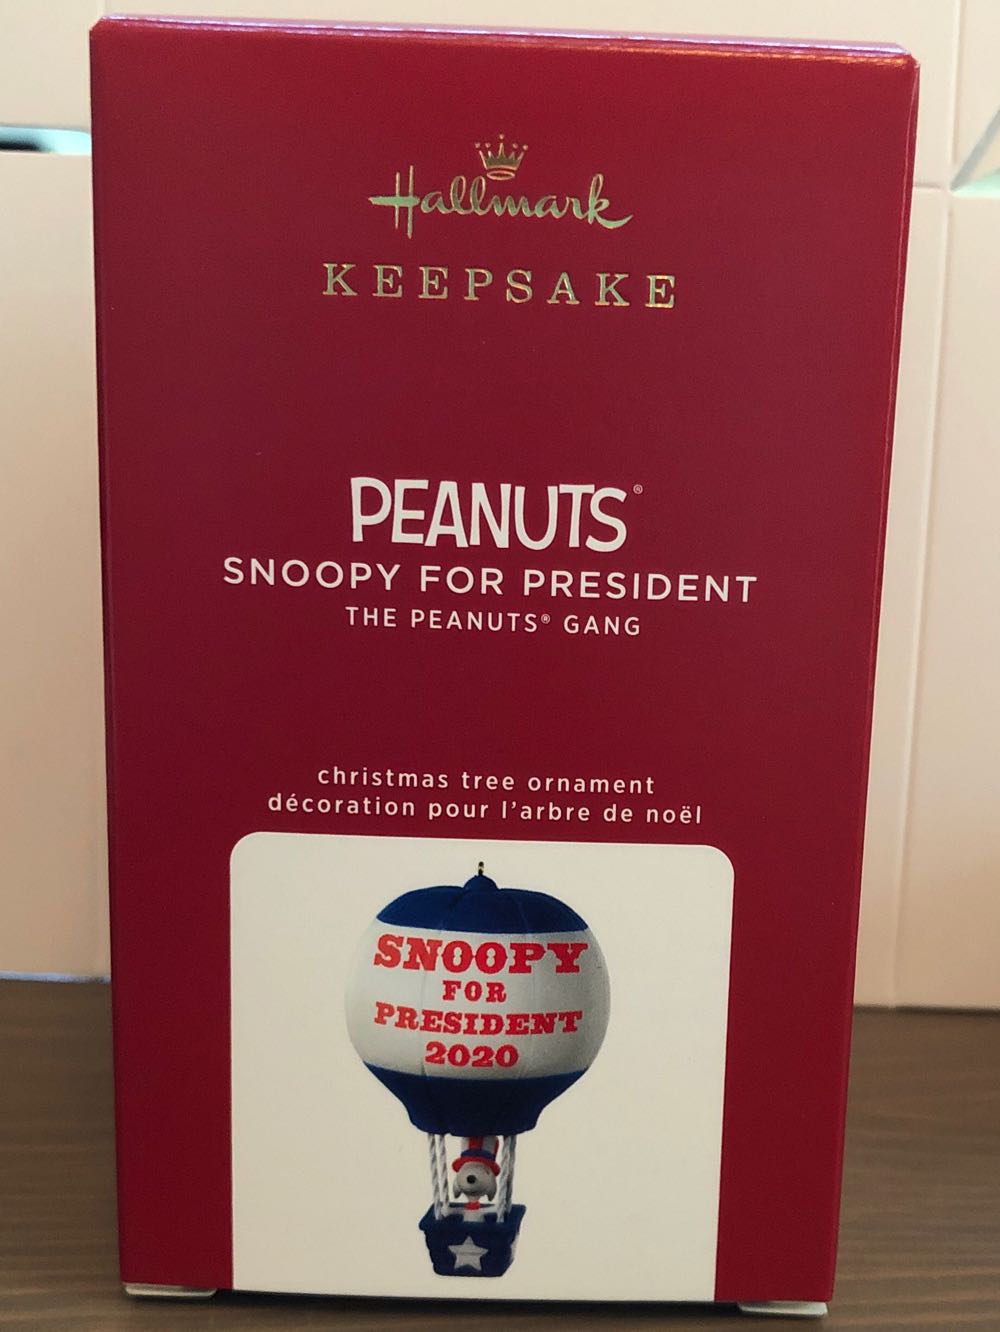 Hallmark
KEEPSAKE
PEANUTS®
SNOOPY FOR PRESIDENT
THE PEANUTS® GANG
christmas tree ornament
décoration pour l'arbre de noël
SNOOPY
FOR
PRESIDENT
2020